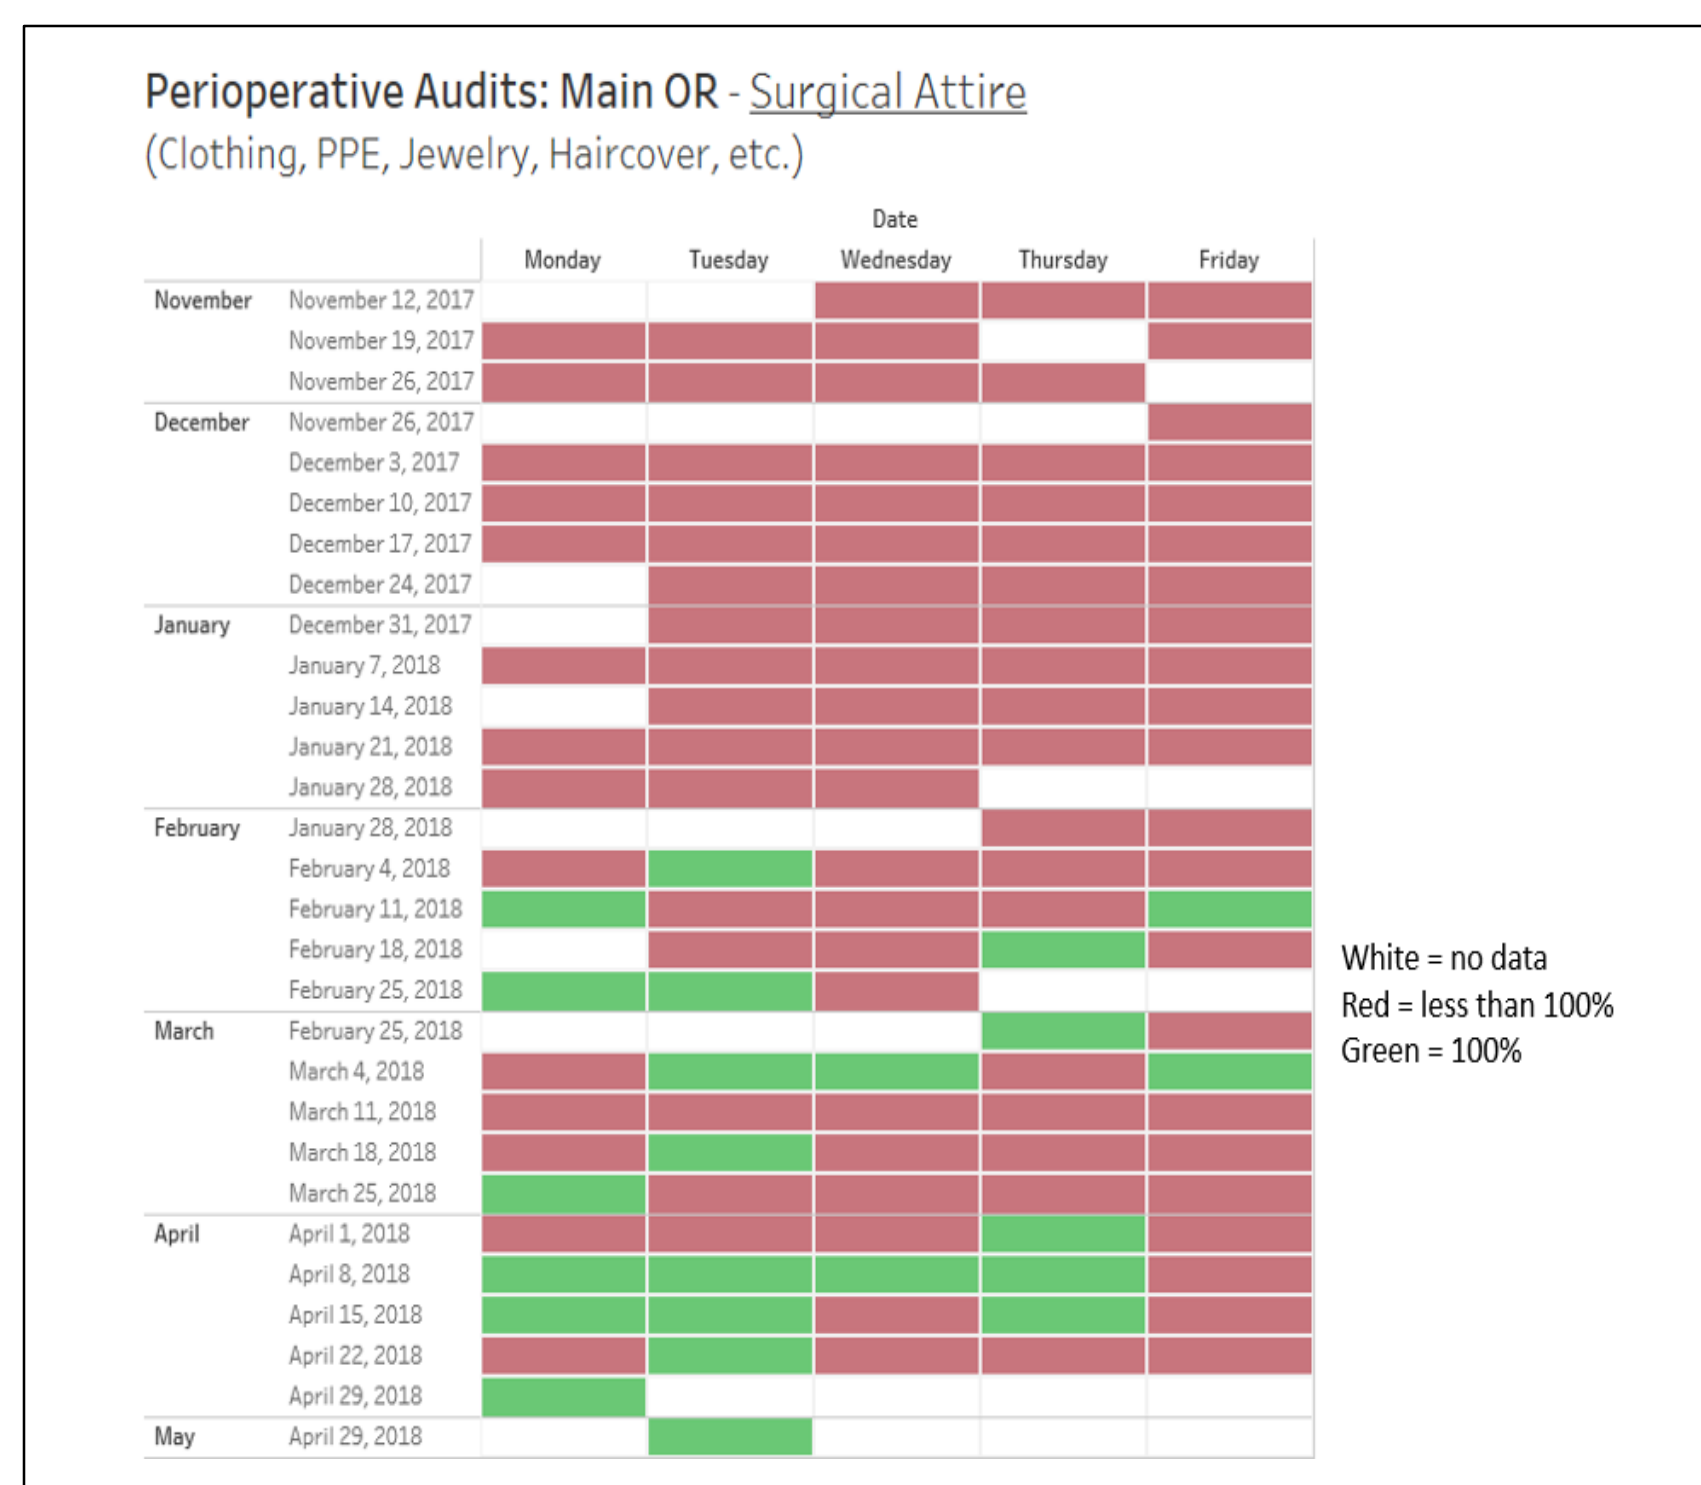 Perioperative Audits: Main OR - Surgical Attire
(Clothing, PPE, Jewelry, Haircover, etc.)
Date
Monday Tuesday Wednesday Thursday Friday
November November 12, 2017
November 19, 2017
November 26, 2017
December November 26, 2017
December 3, 2017
December 10, 2017
December 17, 2017
December 24, 2017
January December 31, 2017
January 7, 2018
January 14, 2018
January 21, 2018
January 28, 2018
February January 28, 2018
February 4, 2018
February 11, 2018
February 18, 2018
February 25, 2018
March February 25, 2018
March 4, 2018
March 11, 2018
March 18, 2018
March 25, 2018
April April 1, 2018
April 8, 2018
April 15, 2018
April 22, 2018
April 29, 2018
May April 29, 2018
White = no data
Red = less than 100%
Green = 100%